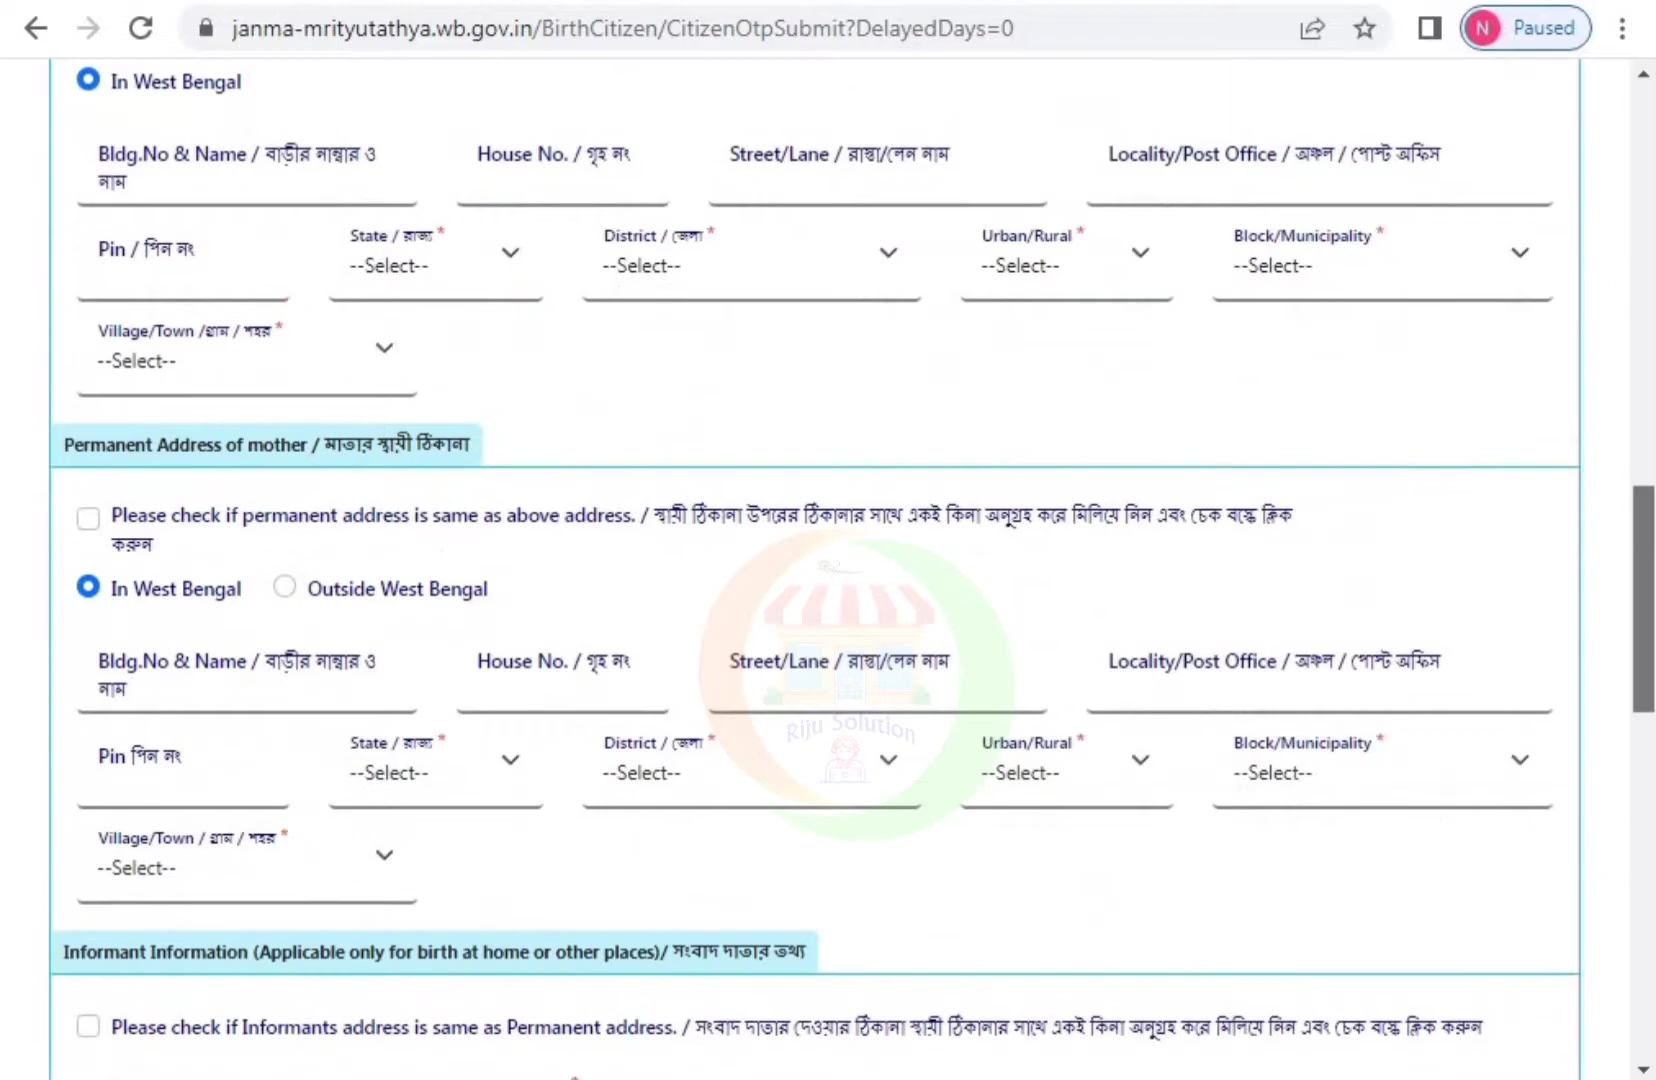 janma-mrityutathya.wb.gov.in/BirthCitizen/CitizenOtpSubmit?DelayedDays=0
N Paused
In West Bengal
Bldg.No & Name / বাড়ীর নাম্বার ও নাম
House No. / গৃহ নং
Street/Lane / রাস্তা/লেন নাম
Locality/Post Office / অঞ্চল / পোস্ট অফিস
Pin / পিন নং
State / রাজ্য *
--Select--
District / জেলা *
--Select--
Urban/Rural *
--Select--
Block/Municipality *
--Select--
Village/Town /গ্রাম / শহর *
--Select--
Permanent Address of mother / মাতার স্থায়ী ঠিকানা
Please check if permanent address is same as above address. / স্থায়ী ঠিকানা উপরের ঠিকানার সাথে একই কিনা অনুগ্রহ করে মিলিয়ে নিন এবং চেক বক্সে ক্লিক
করুন
In West Bengal
Outside West Bengal
Bldg.No & Name / বাড়ীর নাম্বার ও
নাম
House No. / গৃহ নং
Street/Lane / রাস্তা/লেন নাম
Locality/Post Office / অঞ্চল / পোস্ট অফিস
Riju Solution
Pin পিন নং
State / রাজ্য *
--Select--
District / জেলা *
--Select--
Urban/Rural *
--Select--
Block/Municipality *
--Select--
Village/Town / গ্রাম / শহর *
--Select--
Informant Information (Applicable only for birth at home or other places)/ সংবাদ দাতার তথ্য
Please check if Informants address is same as Permanent address. / সংবাদ দাতার দেওয়ার ঠিকানা স্থায়ী ঠিকানার সাথে একই কিনা অনুগ্রহ করে মিলিয়ে নিন এবং চেক বক্সে ক্লিক করুন